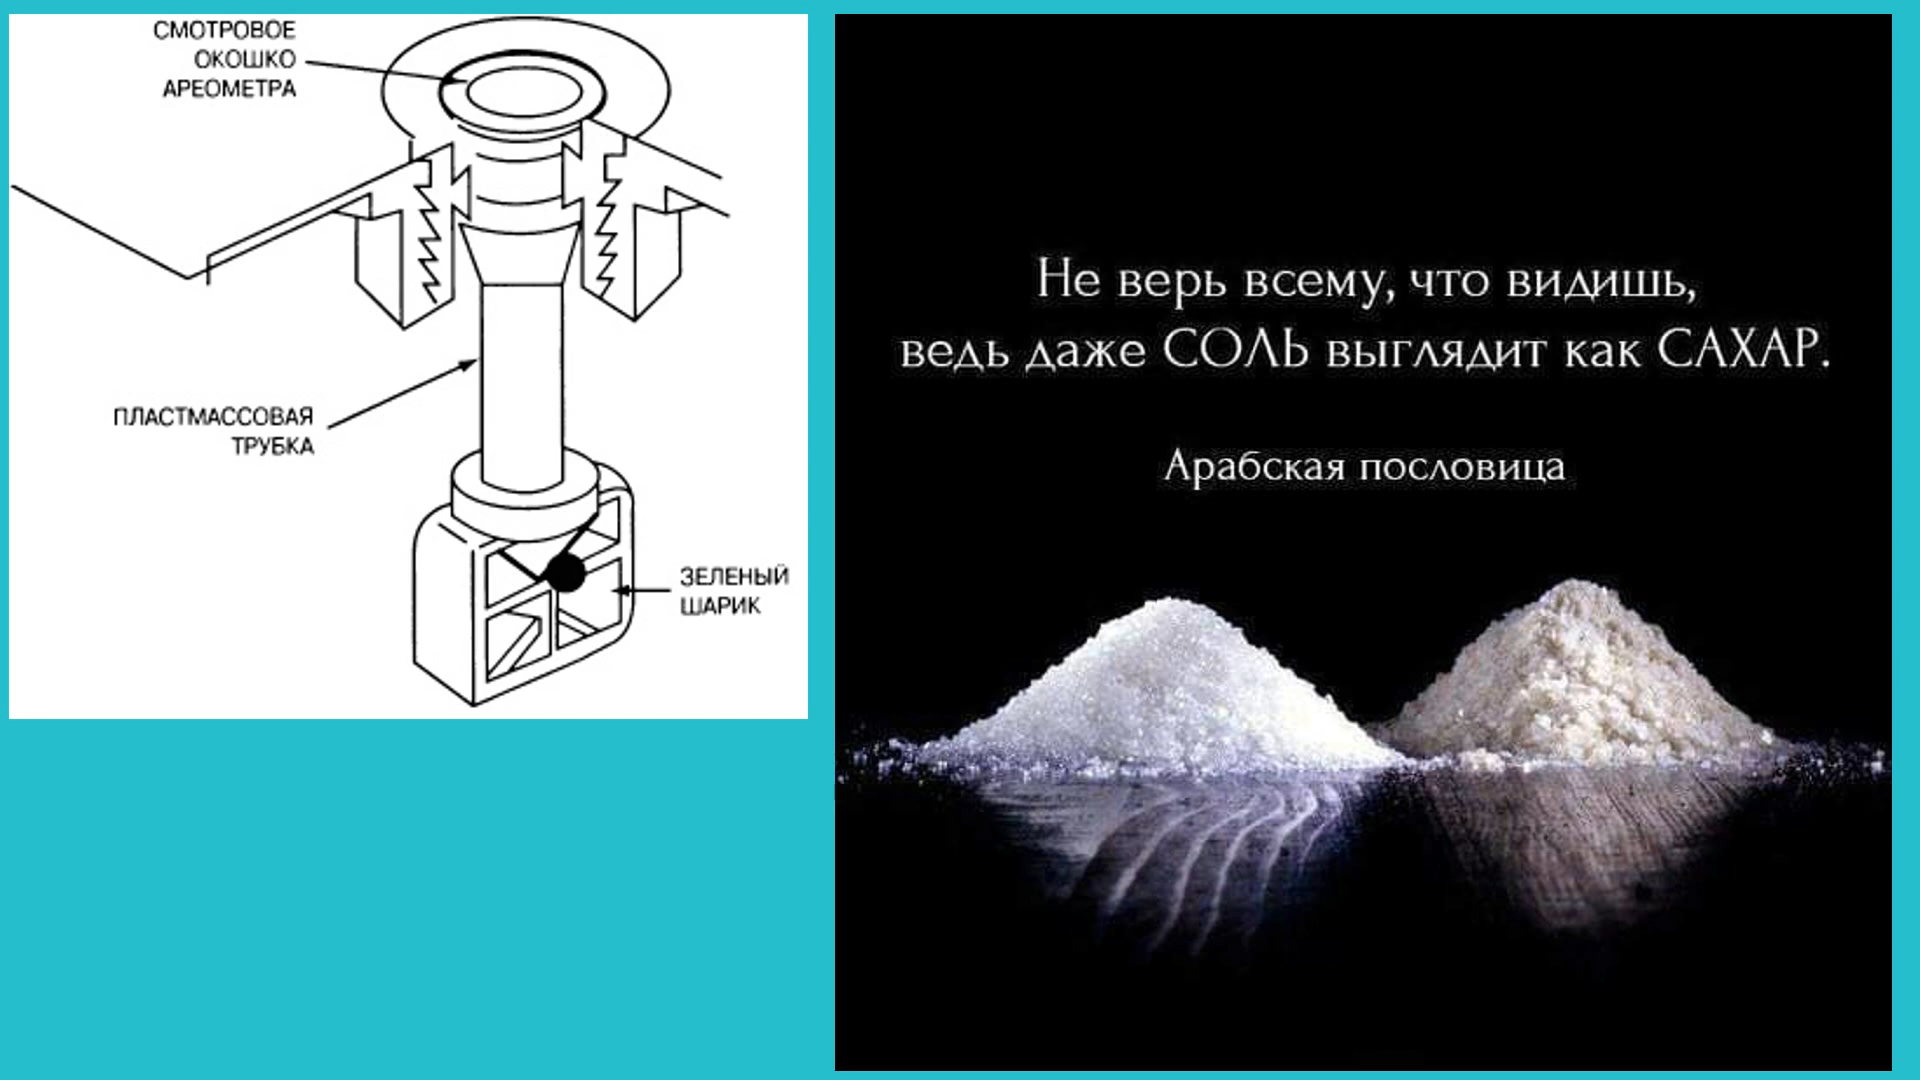 СМОТРОВОЕ
ОКОШКО
АРЕОМЕТРА
ПЛАСТМАССОВАЯ
ТРУБКА
ЗЕЛЕНЫЙ
ШАРИК
Не верь всему, что видишь,
ведь даже СОЛЬ выглядит как САХАР.
Арабская пословица